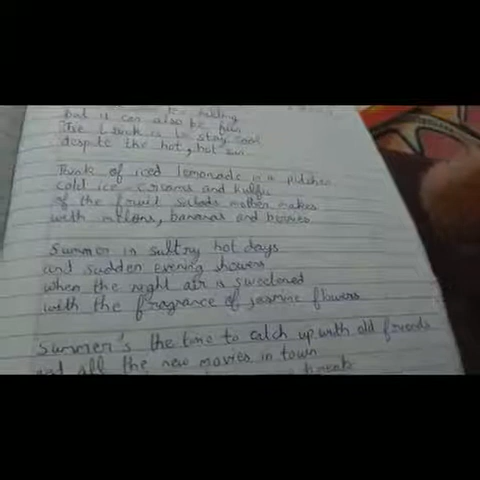 but it can also be fun
The trick is to stay cool
despite the hot, hot sun.
Think of iced lemonade in a pitcher
cold ice-creams and kulfi
of the fruit salads mother makes
with melons, bananas and berries
Summer is sultry hot days
and sudden evening showers
when the night air is sweetened
with the fragrance of jasmine flowers
Summer's the time to catch up with old friends
and all the new movies in town